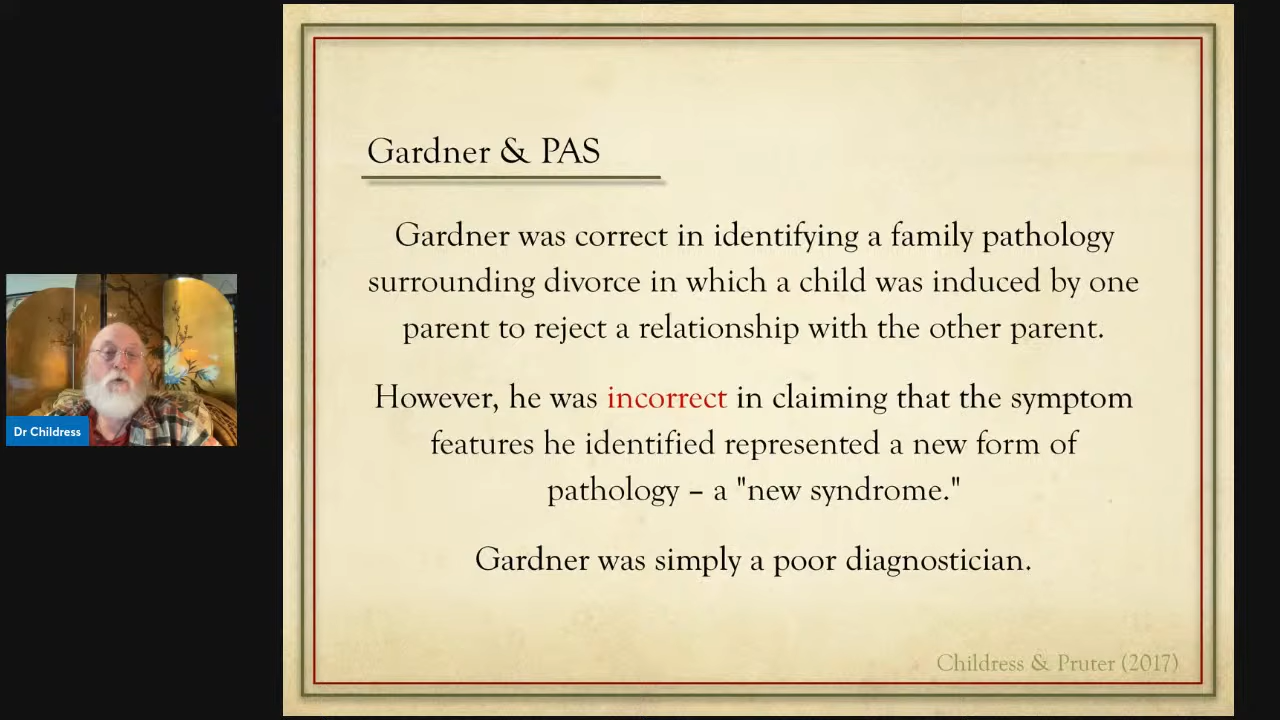 Gardner & PAS
Gardner was correct in identifying a family pathology
surrounding divorce in which a child was induced by one
parent to reject a relationship with the other parent.
However, he was incorrect in claiming that the symptom
features he identified represented a new form of
pathology – a "new syndrome."
Gardner was simply a poor diagnostician.
Childress & Pruter (2017)
Dr Childress